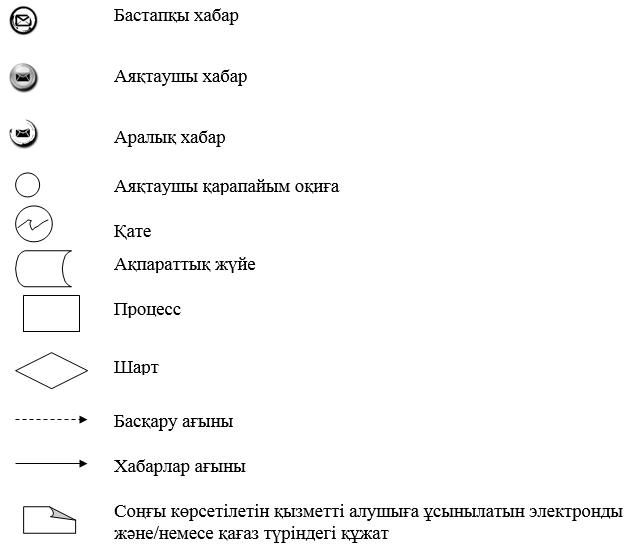 Бастапқы хабар
Аяқтаушы хабар
Аралық хабар
Аяқтаушы қарапайым оқиға
Қате
Ақпараттық жүйе
Процесс
Шарт
Басқару ағыны
Хабарлар ағыны
Соңғы көрсетілетін қызметті алушыға ұсынылатын электронды
және/немесе қағаз түріндегі құжат